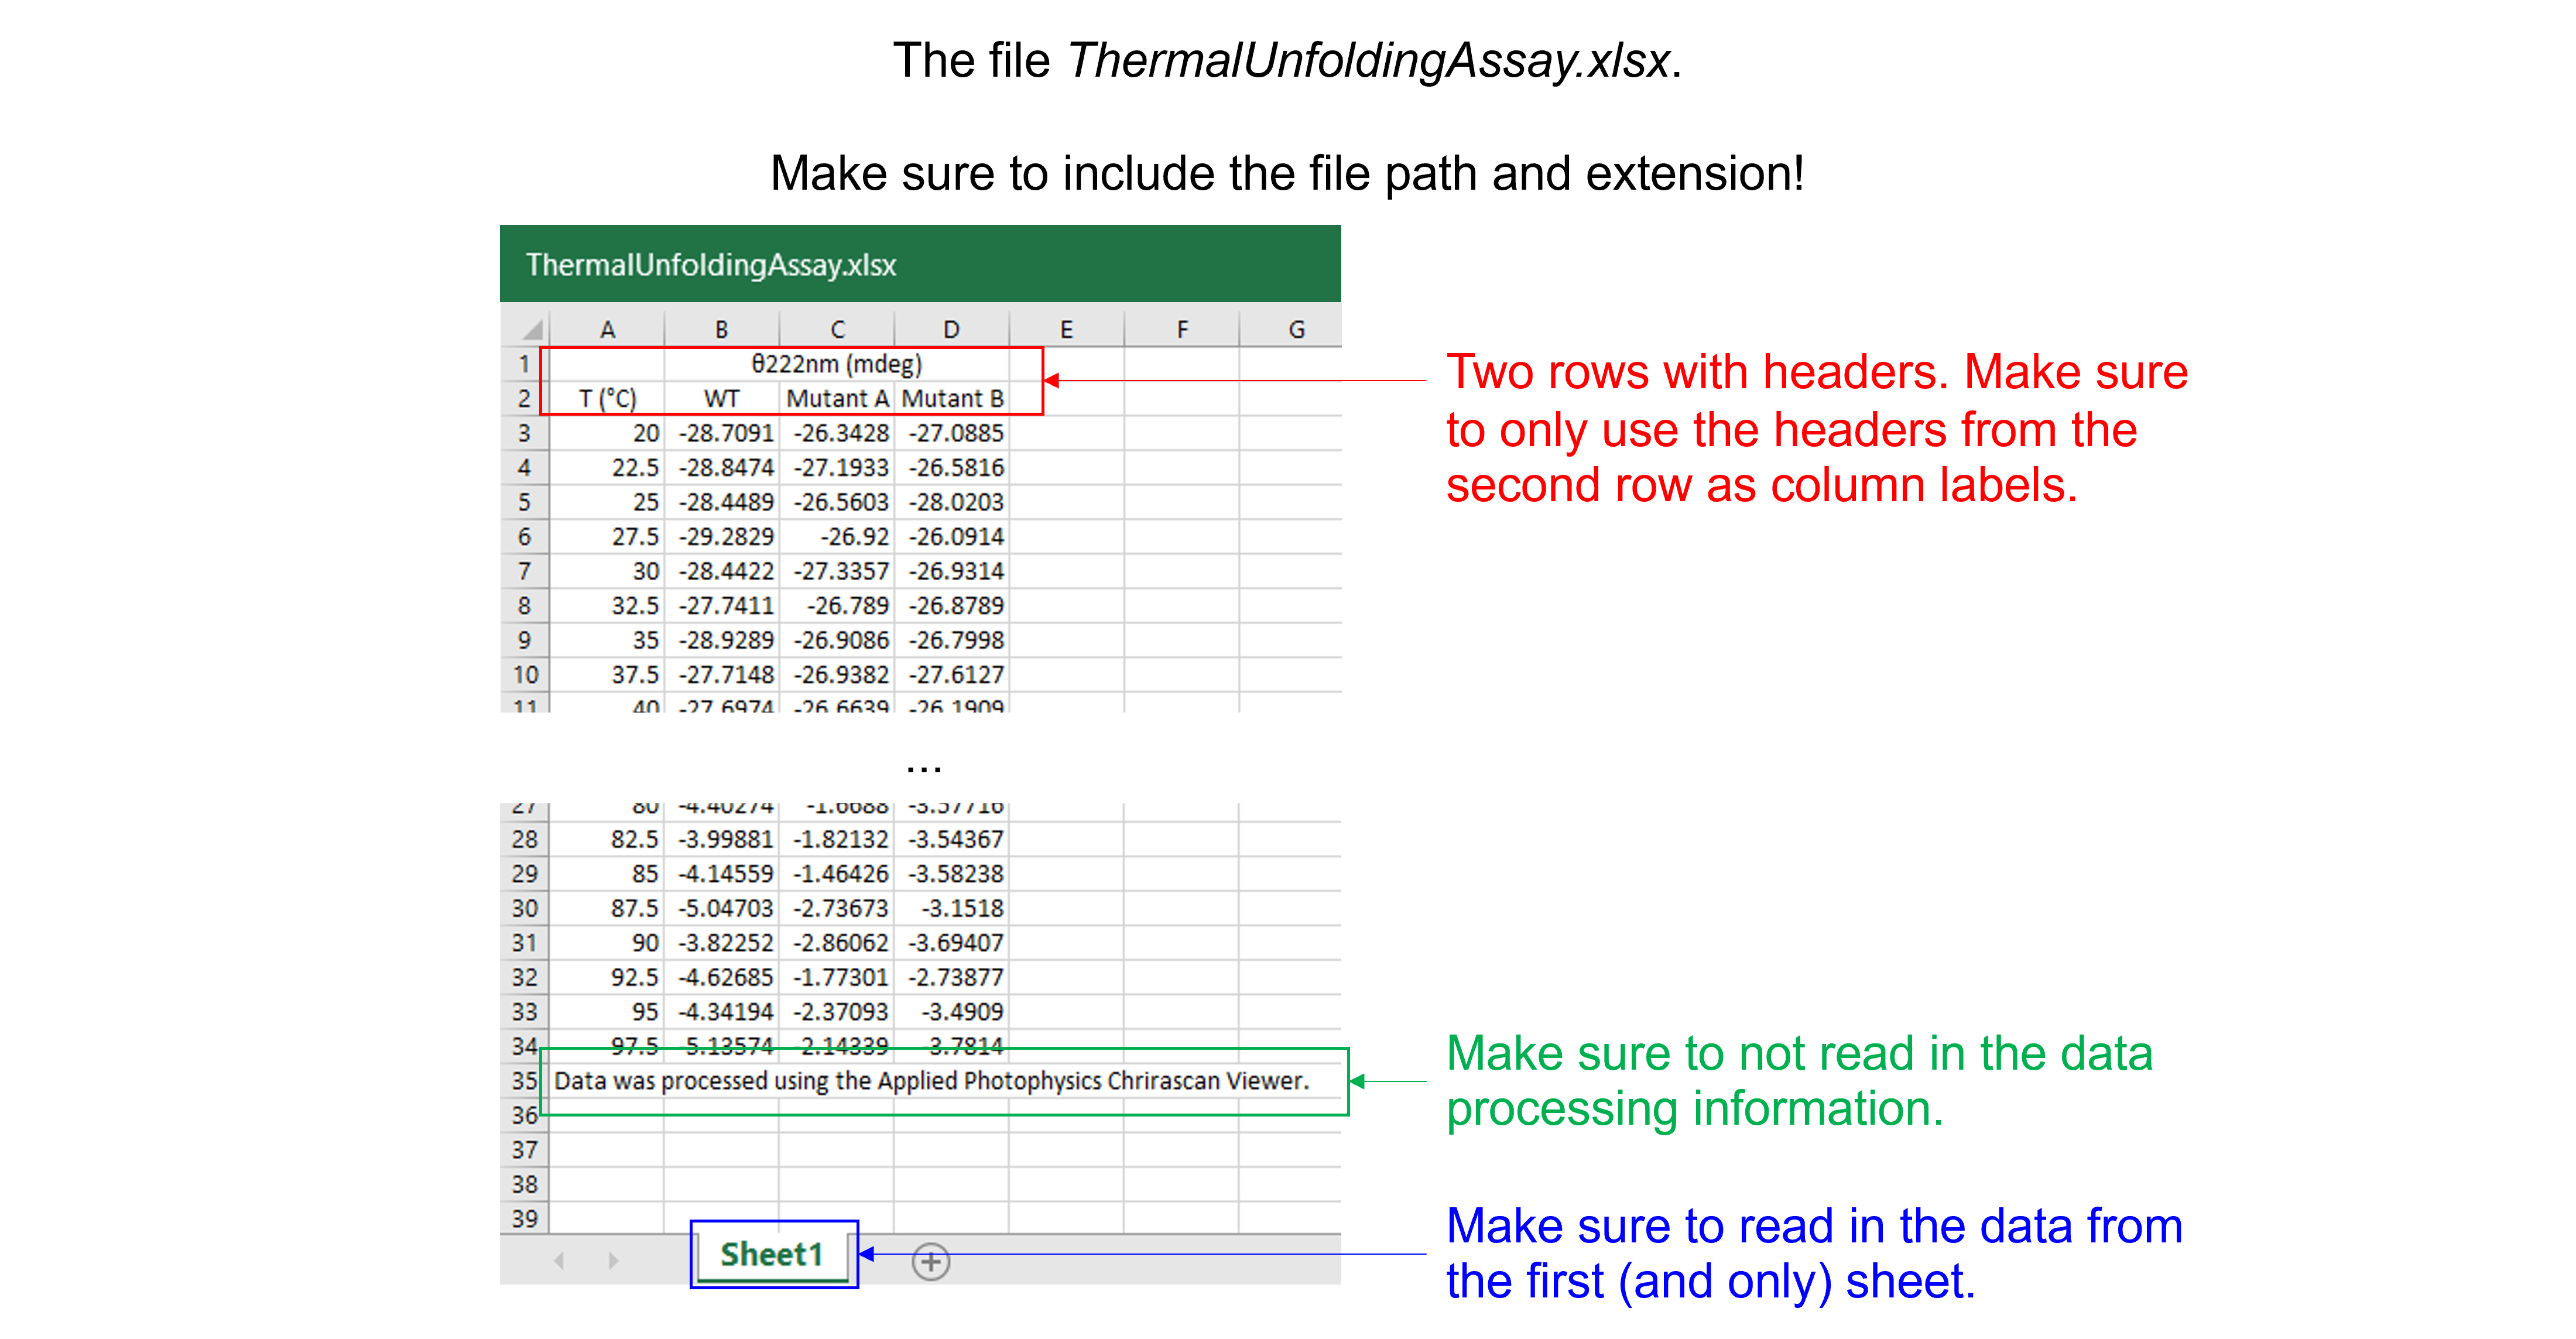 The file ThermalUnfoldingAssay.xlsx.
Make sure to include the file path and extension!
ThermalUnfoldingAssay.xlsx
A B C D E F G
1 θ222nm (mdeg)
2 T (°C) WT Mutant A Mutant B
3 20 -28.7091 -26.3428 -27.0885
4 22.5 -28.8474 -27.1933 -26.5816
5 25 -28.4489 -26.5603 -28.0203
6 27.5 -29.2829 -26.92 -26.0914
7 30 -28.4422 -27.3357 -26.9314
8 32.5 -27.7411 -26.789 -26.8789
9 35 -28.9289 -26.9086 -26.7998
10 37.5 -27.7148 -26.9382 -27.6127
11 40 -27.6974 -26.6639 -26.1909
Two rows with headers. Make sure
to only use the headers from the
second row as column labels.
...
27 80 -4.40274 -1.6688 -3.57716
28 82.5 -3.99881 -1.82132 -3.54367
29 85 -4.14559 -1.46426 -3.58238
30 87.5 -5.04703 -2.73673 -3.1518
31 90 -3.82252 -2.86062 -3.69407
32 92.5 -4.62685 -1.77301 -2.73877
33 95 -4.34194 -2.37093 -3.4909
34 97.5 -5.13574 -2.14339 -3.7814
35 Data was processed using the Applied Photophysics Chrirascan Viewer.
36
37
38
39
Make sure to not read in the data
processing information.
Sheet1
Make sure to read in the data from
the first (and only) sheet.